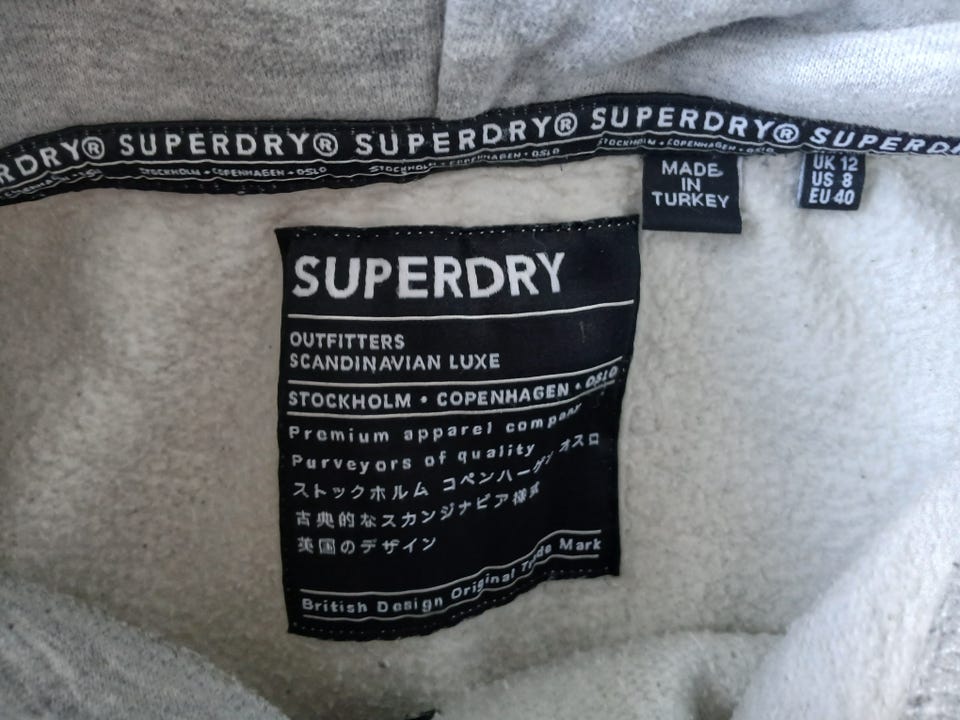 RDRY® SUPERDRY® SUPERDRY® SUPERDRY® SUPERD
STOCKHOLM • COPENHAGEN • OSLO
MADE
IN
TURKEY
UK 12
US 8
EU 40
SUPERDRY
OUTFITTERS
SCANDINAVIAN LUXE
STOCKHOLM • COPENHAGEN • OSLO
Premium apparel company
Purveyors of quality
ストックホルム コペンハーゲン オスロ
古典的なスカンジナビア様式
英国のデザイン
British Design Original Trade Mark